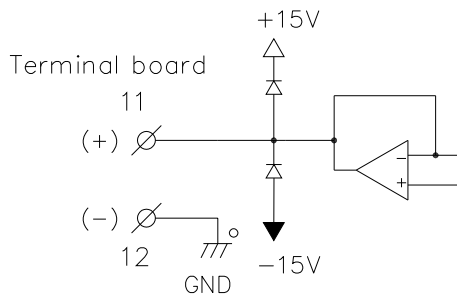 +15V
Terminal board
11
(+)
−
+
(−)
12
−15V
GND